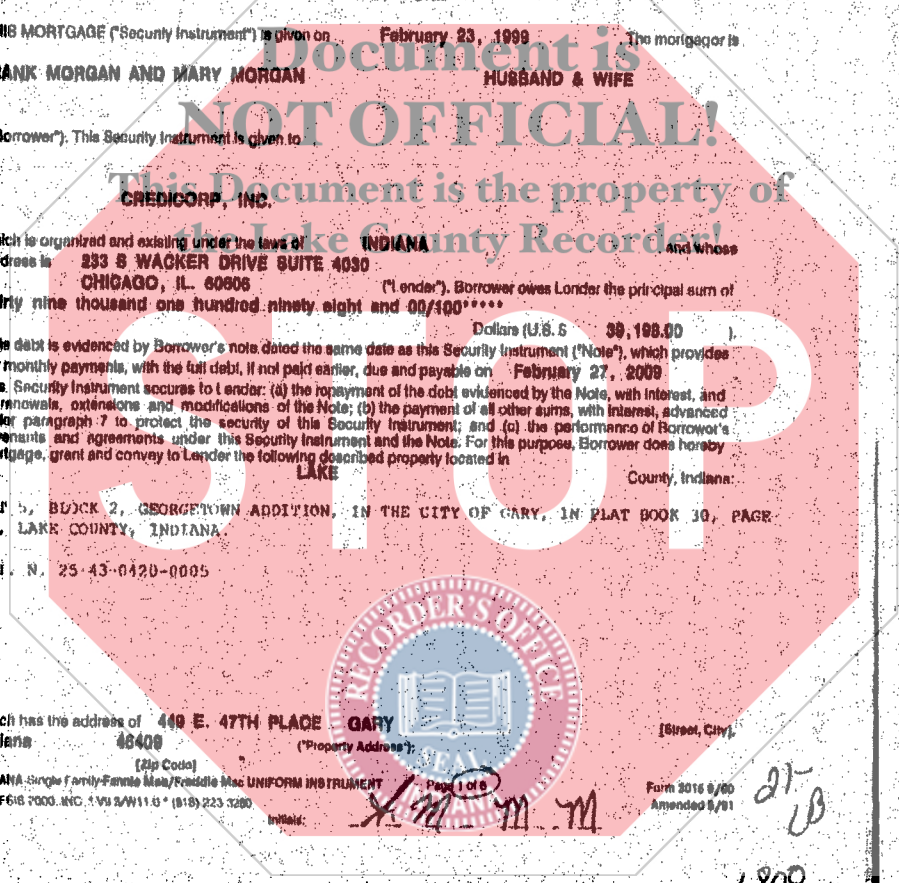 IS MORTGAGE ("Security Instrument") is given on February 23, 1999 The mortgagor is
Document is
ANK MORGAN AND MARY MORGAN HUSBAND & WIFE
NOT OFFICIAL!
orrower"). This Security Instrument is given to
This Document is the property of
CREDICORP, INC.
the Lake County Recorder!
ich is organized and existing under the laws of INDIANA and whose
dress is 233 S WACKER DRIVE SUITE 4030
CHICAGO, IL. 60606 ("Lender"). Borrower owes Lender the principal sum of
irty nine thousand one hundred ninety eight and 00/100*****
Dollars (U.S. $ 39,198.00 ).
is debt is evidenced by Borrower's note dated the same date as this Security Instrument ("Note"), which provides
monthly payments, with the full debt, if not paid earlier, due and payable on February 27, 2009
s. Security Instrument secures to Lender: (a) the repayment of the debt evidenced by the Note, with interest, and
renewals, extensions and modifications of the Note; (b) the payment of all other sums, with interest, advanced
er paragraph 7 to protect the security of this Security Instrument; and (c) the performance of Borrower's
enants and agreements under this Security Instrument and the Note. For this purpose, Borrower does hereby
tgage, grant and convey to Lender the following described property located in
LAKE County, Indiana:
STOP
5, BLOCK 2, GEORGETOWN ADDITION, IN THE CITY OF GARY, IN PLAT BOOK 30, PAGE
LAKE COUNTY, INDIANA.
. N. 25-43-0420-0005
RECORDER'S OFFICE
SEAL
INDIANA
ch has the address of 449 E. 47TH PLACE GARY [Street, City],
iana 46409 ("Property Address");
[Zip Code]
ANA-Single Family-Fannie Mae/Freddie Mac UNIFORM INSTRUMENT Page 1 of 6 Form 3015 9/90
Amended 5/91
Initials: M M M